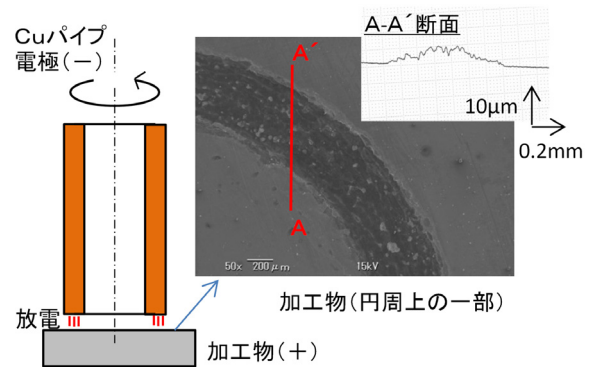 Cuパイプ
電極(－)
放電
加工物(＋)
A´
A
50x 200μm 15kV
加工物(円周上の一部)
A-A´断面
10μm
0.2mm